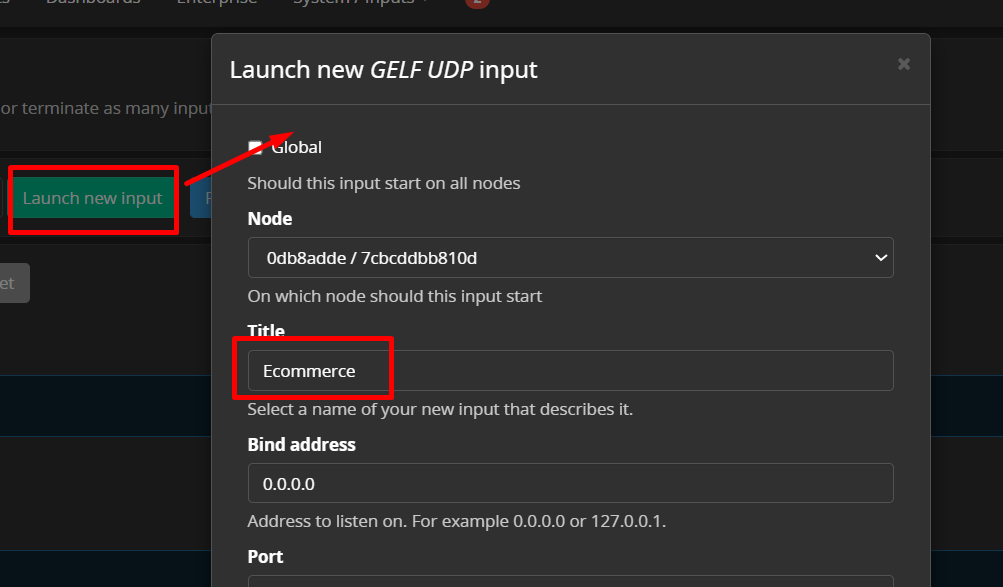 Dashboards Enterprise System / Inputs 2
Launch new GELF UDP input
or terminate as many input
Global
Launch new input
Should this input start on all nodes
Node
0db8adde / 7cbcddbb810d
On which node should this input start
et
Title
Ecommerce
Select a name of your new input that describes it.
Bind address
0.0.0.0
Address to listen on. For example 0.0.0.0 or 127.0.0.1.
Port